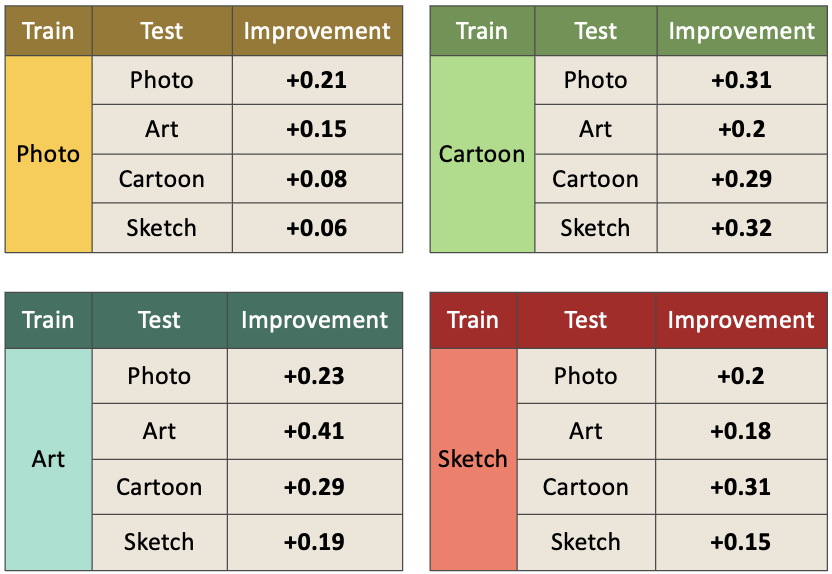 Train Test Improvement
Photo
Photo +0.21
Art +0.15
Cartoon +0.08
Sketch +0.06
Train Test Improvement
Cartoon
Photo +0.31
Art +0.2
Cartoon +0.29
Sketch +0.32
Train Test Improvement
Art
Photo +0.23
Art +0.41
Cartoon +0.29
Sketch +0.19
Train Test Improvement
Sketch
Photo +0.2
Art +0.18
Cartoon +0.31
Sketch +0.15